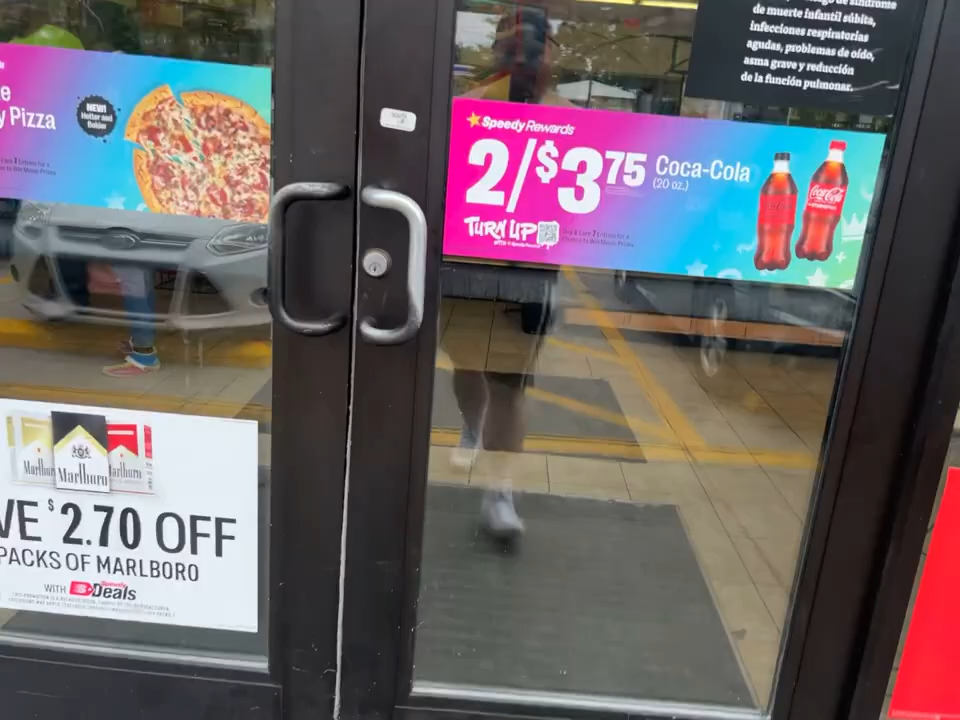 y Pizza
NEW!
Hotter and
Bolder
Marlboro
Marlboro
VE $2.70 OFF
PACKS OF MARLBORO
WITH Speedy Deals
de muerte infantil súbita,
infecciones respiratorias
agudas, problemas de oído,
asma grave y reducción
de la función pulmonar.
Speedy Rewards
2/$3.75 Coca-Cola
(20 oz.)
TURN UP
Coca-Cola